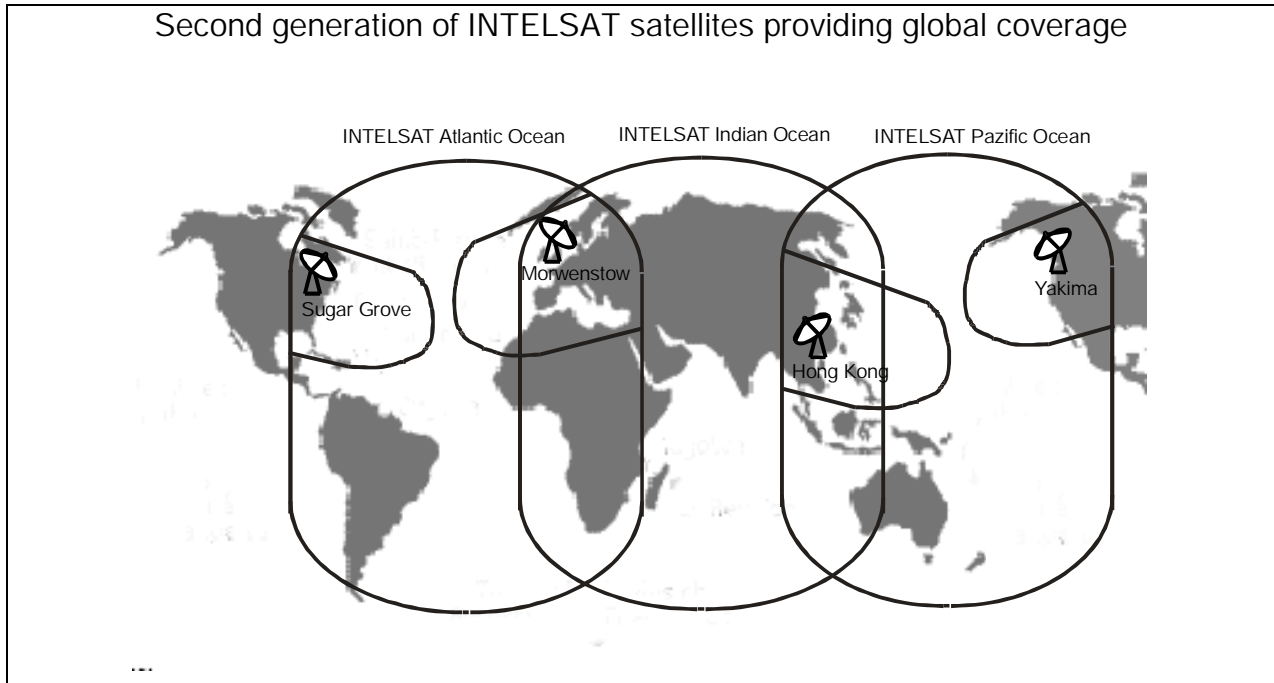 Second generation of INTELSAT satellites providing global coverage
INTELSAT Atlantic Ocean
INTELSAT Indian Ocean
INTELSAT Pazific Ocean
Sugar Grove
Morwenstow
Hong Kong
Yakima